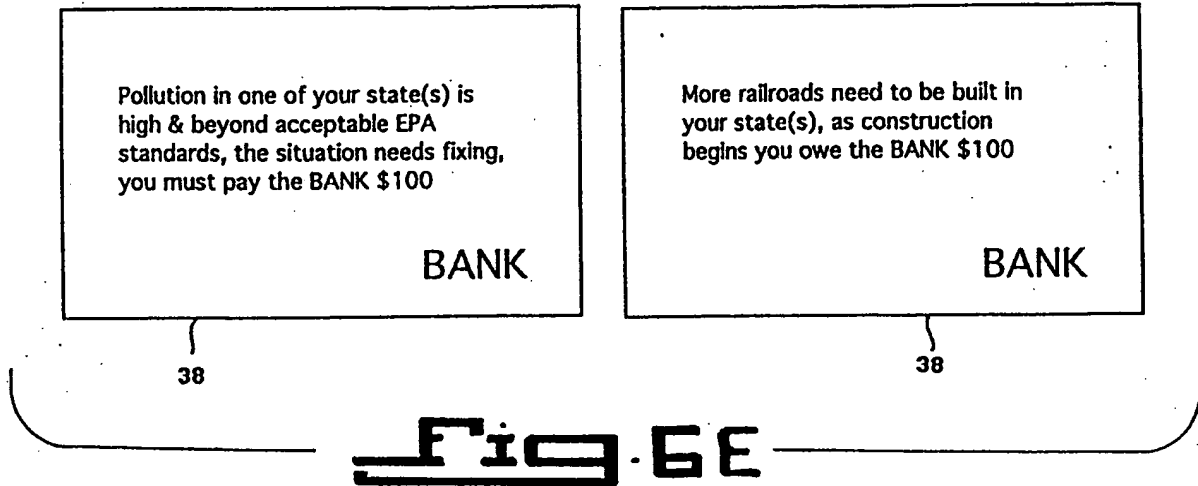 Pollution in one of your state(s) is
high & beyond acceptable EPA
standards, the situation needs fixing,
you must pay the BANK $100
BANK
38
More railroads need to be built in
your state(s), as construction
begins you owe the BANK $100
BANK
38
Fig. 6E